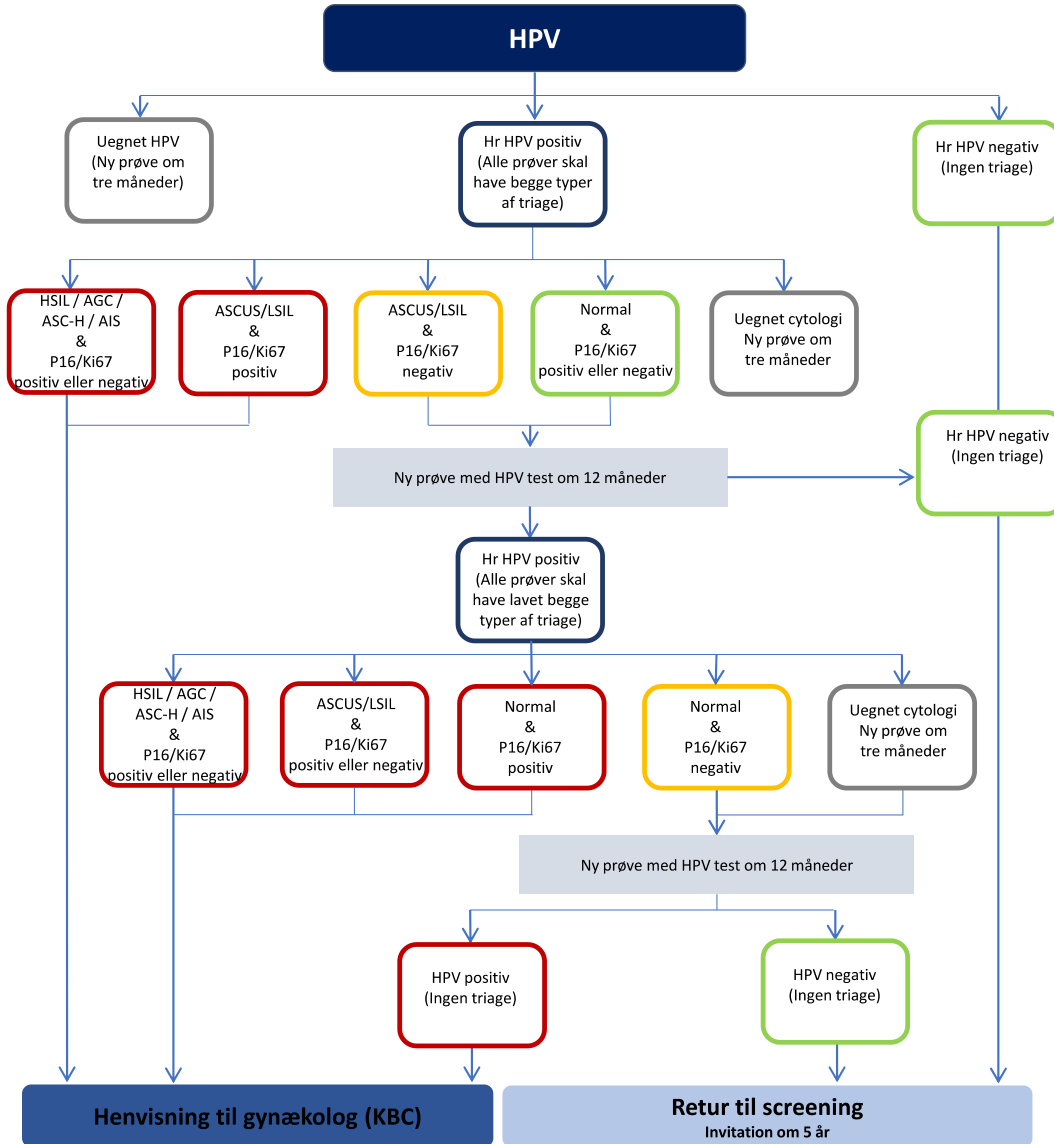 HPV
Uegnet HPV
(Ny prøve om
tre måneder)
Hr HPV positiv
(Alle prøver skal
have begge typer
af triage)
Hr HPV negativ
(Ingen triage)
HSIL / AGC /
ASC-H / AIS
&
P16/Ki67
positiv eller negativ
ASCUS/LSIL
&
P16/Ki67
positiv
ASCUS/LSIL
&
P16/Ki67
negativ
Normal
&
P16/Ki67
positiv eller negativ
Uegnet cytologi
Ny prøve om
tre måneder
Hr HPV negativ
(Ingen triage)
Ny prøve med HPV test om 12 måneder
Hr HPV positiv
(Alle prøver skal
have lavet begge
typer af triage)
HSIL / AGC /
ASC-H / AIS
&
P16/Ki67
positiv eller negativ
ASCUS/LSIL
&
P16/Ki67
positiv eller negativ
Normal
&
P16/Ki67
positiv
Normal
&
P16/Ki67
negativ
Uegnet cytologi
Ny prøve om
tre måneder
Ny prøve med HPV test om 12 måneder
HPV positiv
(Ingen triage)
HPV negativ
(Ingen triage)
Henvisning til gynækolog (KBC)
Retur til screening
Invitation om 5 år